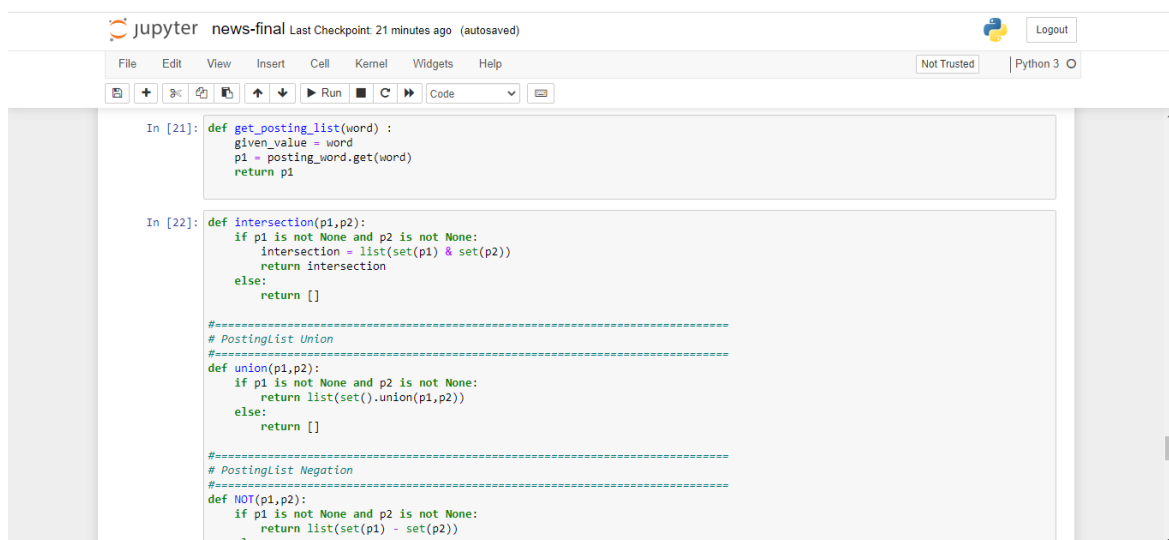 jupyter news-final Last Checkpoint: 21 minutes ago (autosaved)
Logout
File Edit View Insert Cell Kernel Widgets Help
Not Trusted
Python 3
Run
Code
In [21]: def get_posting_list(word) :
    given_value = word
    p1 = posting_word.get(word)
    return p1
In [22]: def intersection(p1,p2):
    if p1 is not None and p2 is not None:
        intersection = list(set(p1) & set(p2))
        return intersection
    else:
        return []
#==============================================================================
# PostingList Union
#==============================================================================
def union(p1,p2):
    if p1 is not None and p2 is not None:
        return list(set().union(p1,p2))
    else:
        return []
#==============================================================================
# PostingList Negation
#==============================================================================
def NOT(p1,p2):
    if p1 is not None and p2 is not None:
        return list(set(p1) - set(p2))